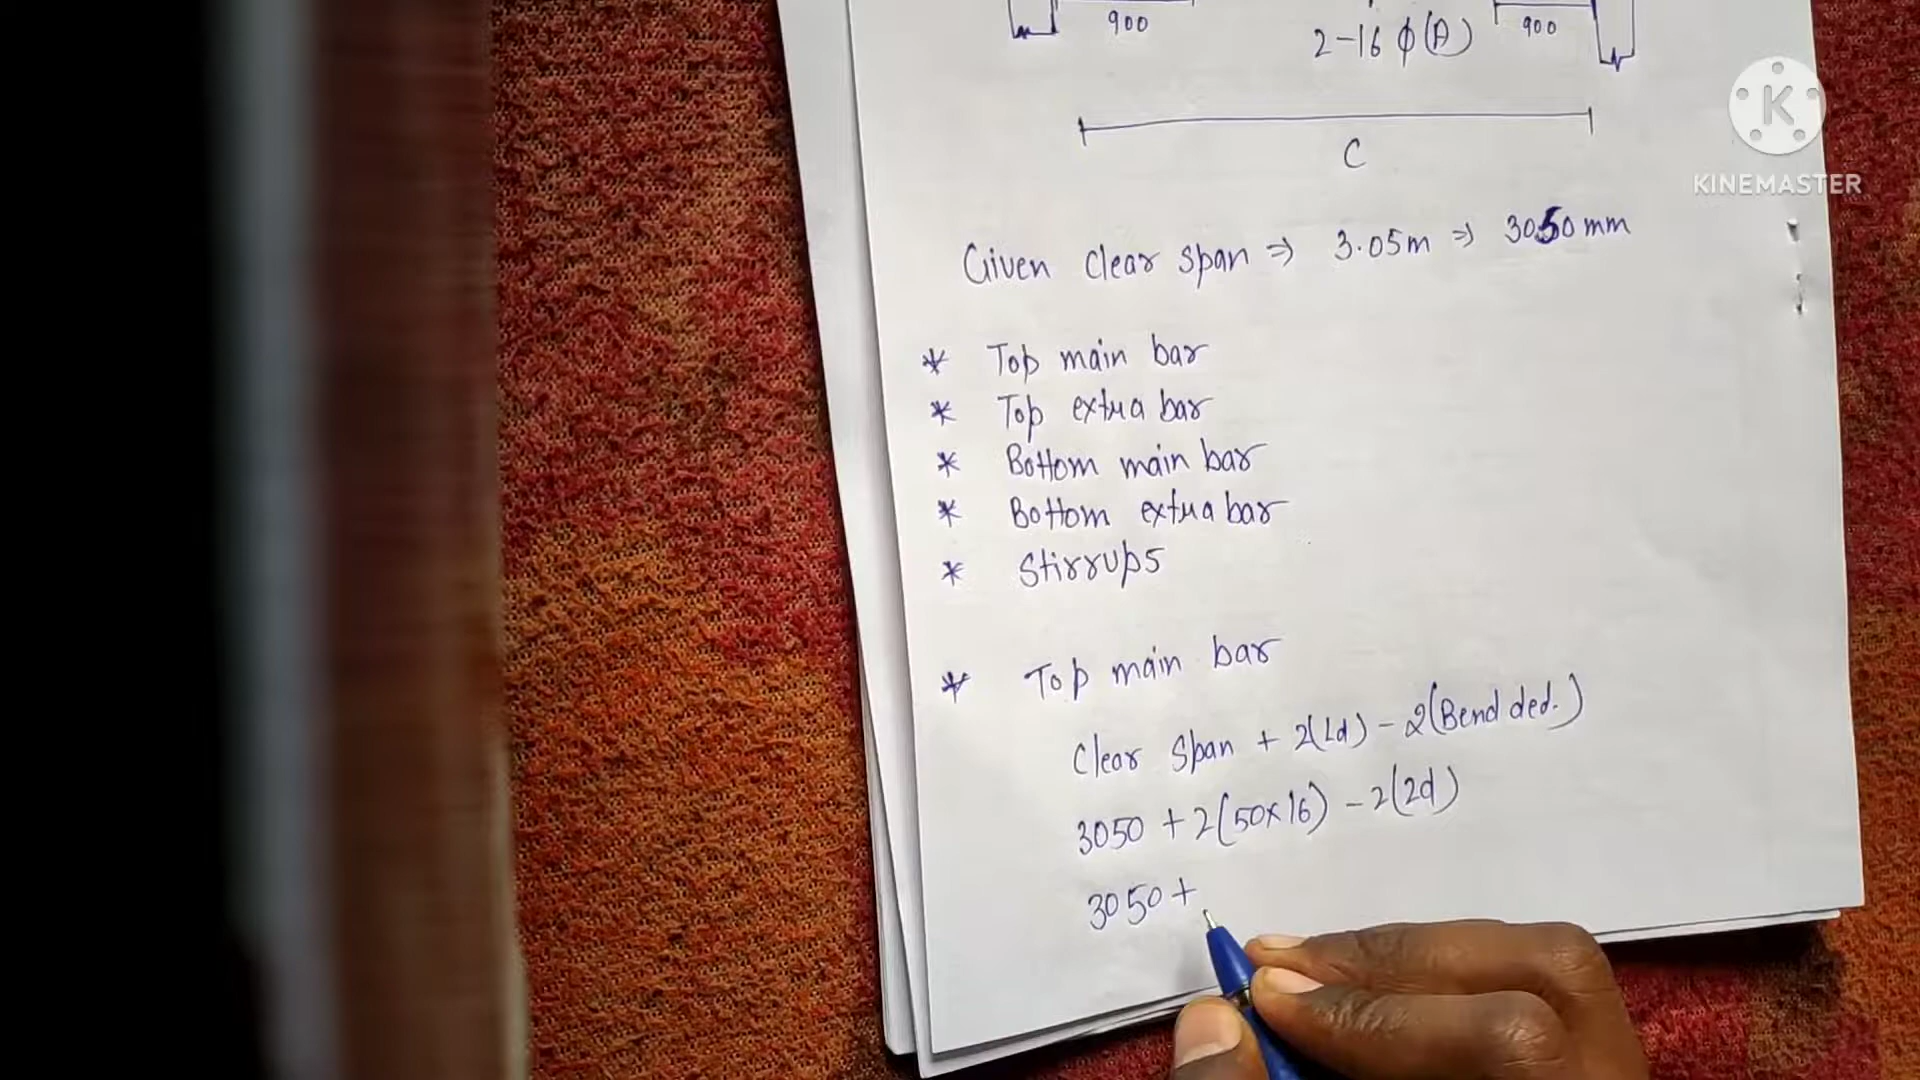 900
2-16 ϕ(A)
900
C
KINEMASTER
Given clear span ⇒ 3.05m ⇒ 3050 mm
* Top main bar
* Top extra bar
* Bottom main bar
* Bottom extra bar
* Stirrups
* Top main bar
Clear Span + 2(Ld) - 2(Bend ded.)
3050 + 2(50×16) - 2(2d)
3050 +